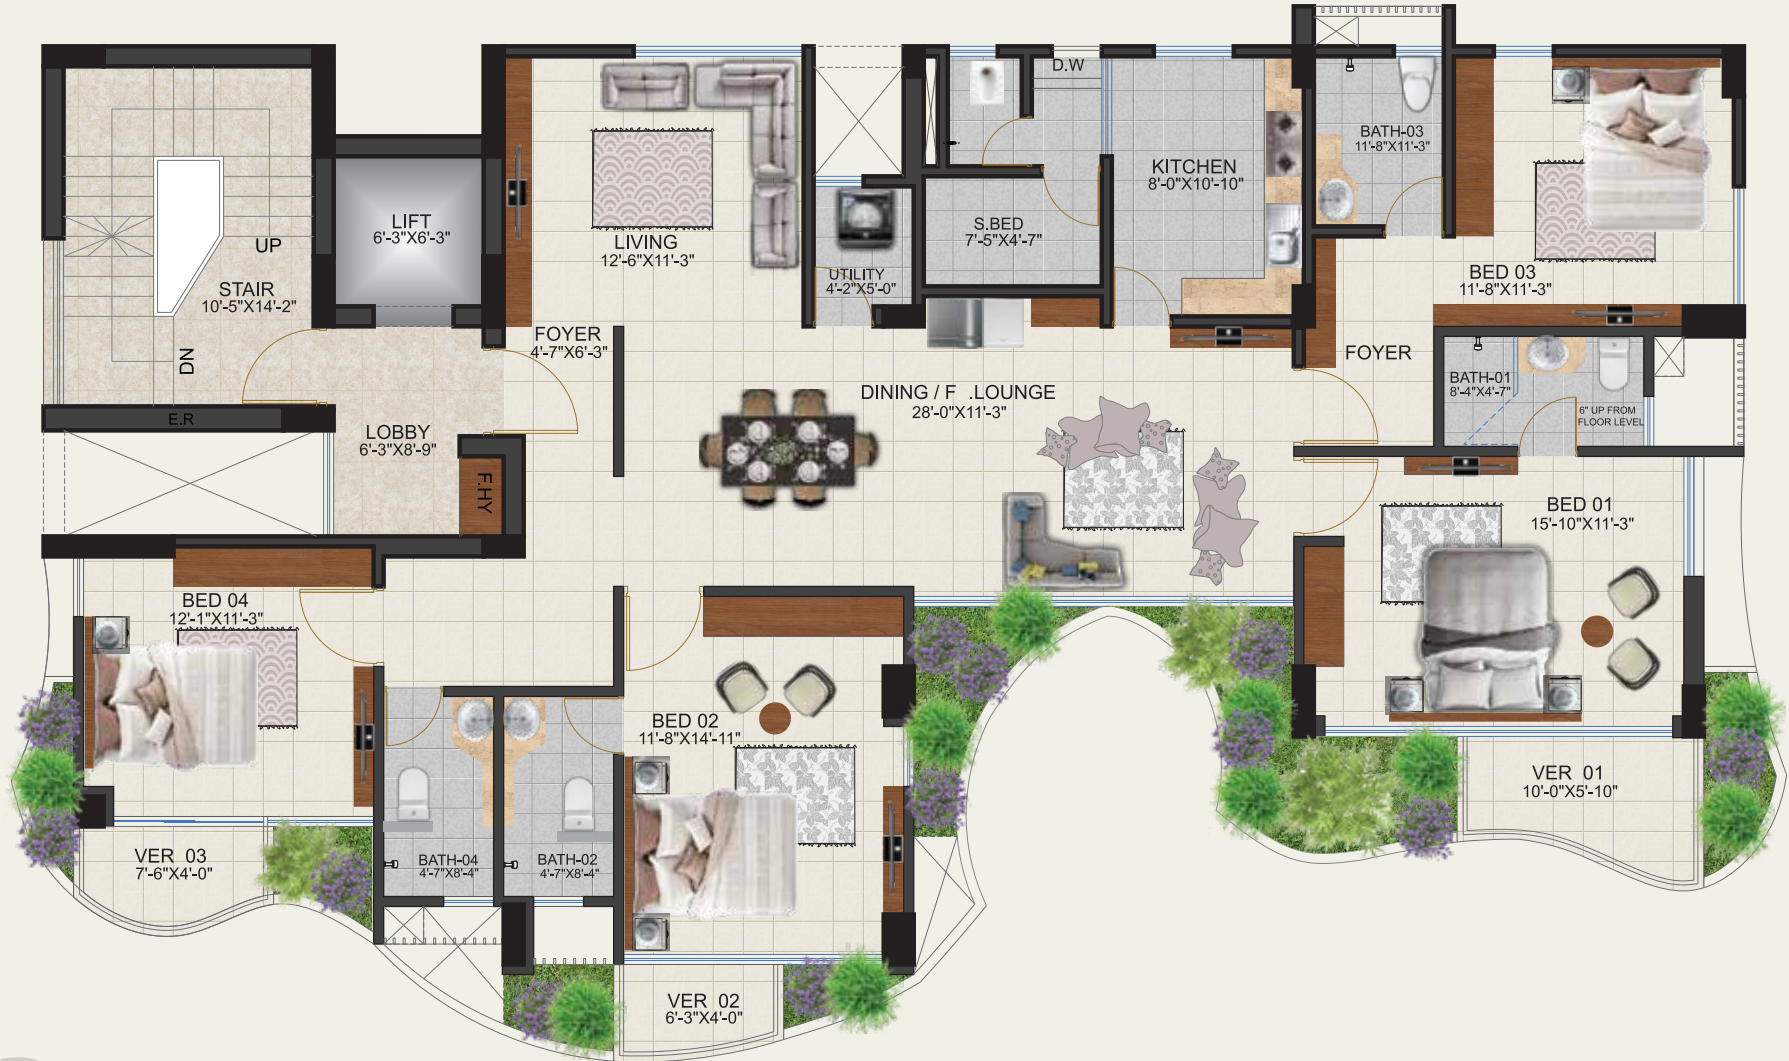 D.W
BATH-03
11'-8"X11'-3"
KITCHEN
8'-0"X10'-10"
LIFT
6'-3"X6'-3"
S.BED
7'-5"X4'-7"
LIVING
12'-6"X11'-3"
UP
UTILITY
4'-2"X5'-0"
BED 03
11'-8"X11'-3"
STAIR
10'-5"X14'-2"
FOYER
4'-7"X6'-3"
FOYER
DN
BATH-01
8'-4"X4'-7"
DINING / F .LOUNGE
28'-0"X11'-3"
6" UP FROM
FLOOR LEVEL
E.R
LOBBY
6'-3"X8'-9"
F.HY
BED 01
15'-10"X11'-3"
BED 04
12'-1"X11'-3"
BED 02
11'-8"X14'-11"
VER 01
10'-0"X5'-10"
VER 03
7'-6"X4'-0"
BATH-04
4'-7"X8'-4"
BATH-02
4'-7"X8'-4"
VER 02
6'-3"X4'-0"